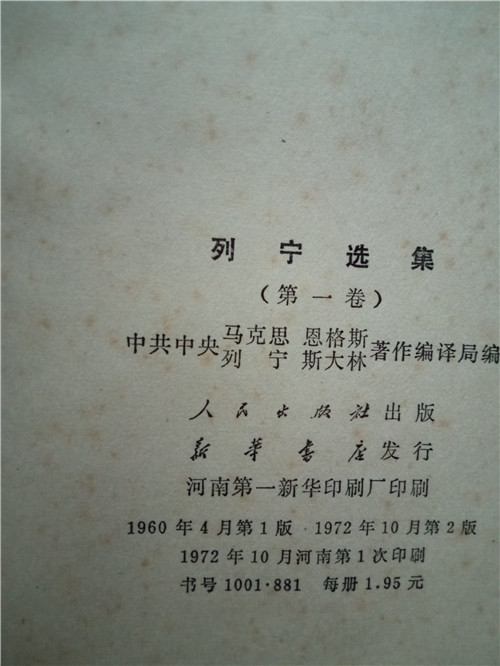 列宁选集
(第一卷)
中共中央马克思 恩格斯列 宁 斯大林著作编译局编
人民出版社出版
新华书店发行
河南第一新华印刷厂印刷
1960年4月第1版·1972年10月第2版
1972年10月河南第1次印刷
书号1001·881 每册1.95元